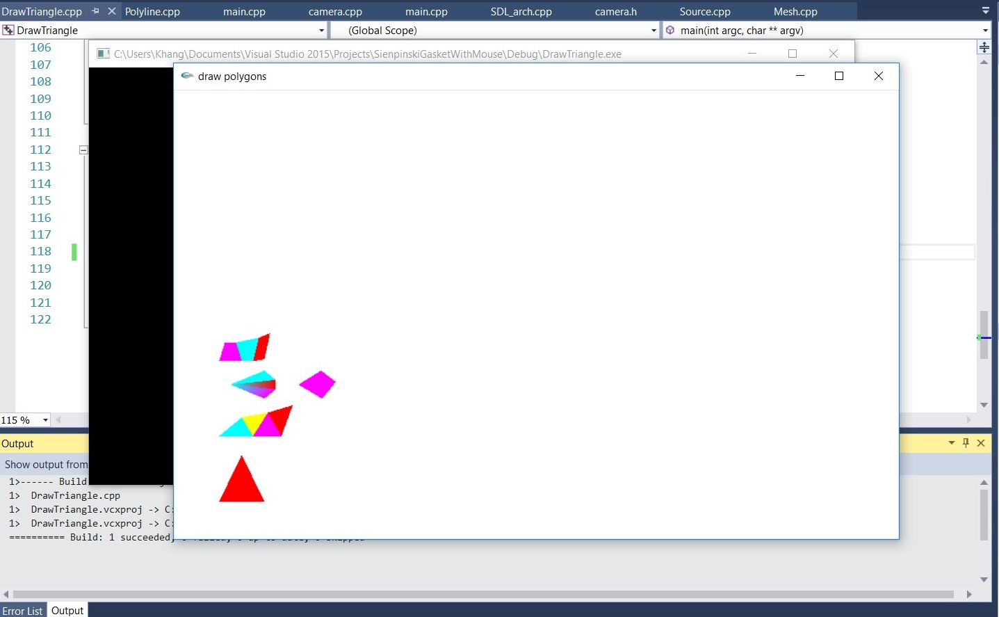 DrawTriangle.cpp Polyline.cpp main.cpp camera.cpp main.cpp SDL_arch.cpp camera.h Source.cpp Mesh.cpp
DrawTriangle (Global Scope) main(int argc, char ** argv)
106
C:\Users\Khang\Documents\Visual Studio 2015\Projects\SienpinskiGasketWithMouse\Debug\DrawTriangle.exe
107
draw polygons
108
109
110
111
112
113
114
115
116
117
118
119
120
121
122
115 %
Output
Show output from
1>------ Build
1> DrawTriangle.cpp
1> DrawTriangle.vcxproj -> C:
1> DrawTriangle.vcxproj -> C:
========== Build: 1 succeeded,
Error List Output